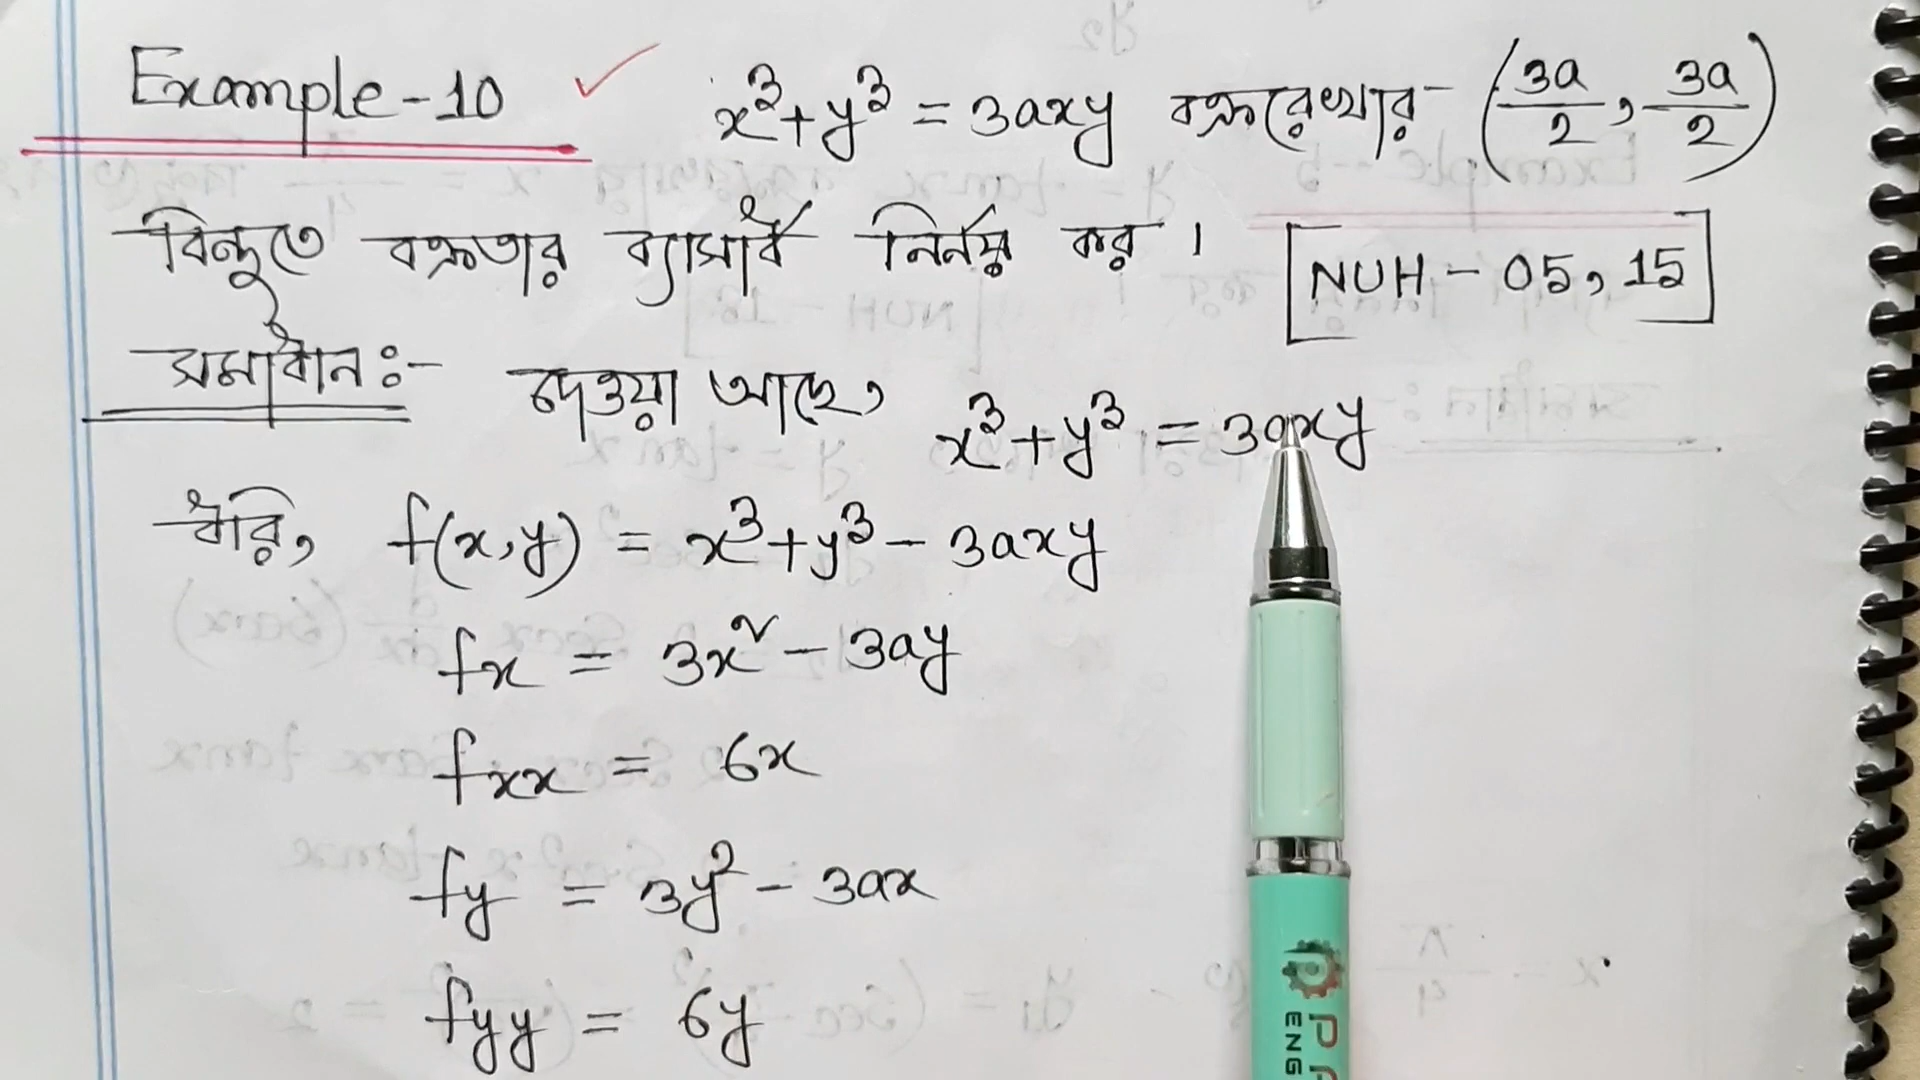 Example-10 x³+y³ = 3axy বক্ররেখার (3a/2, 3a/2)
বিন্দুতে বক্রতার ব্যাসার্ধ নির্নয় কর । [NUH - 05, 15]
সমাধানঃ- দেওয়া আছে, x³+y³ = 3axy
ধরি, f(x,y) = x³+y³ - 3axy
fx = 3x² - 3ay
fxx = 6x
fy = 3y² - 3ax
fyy = 6y